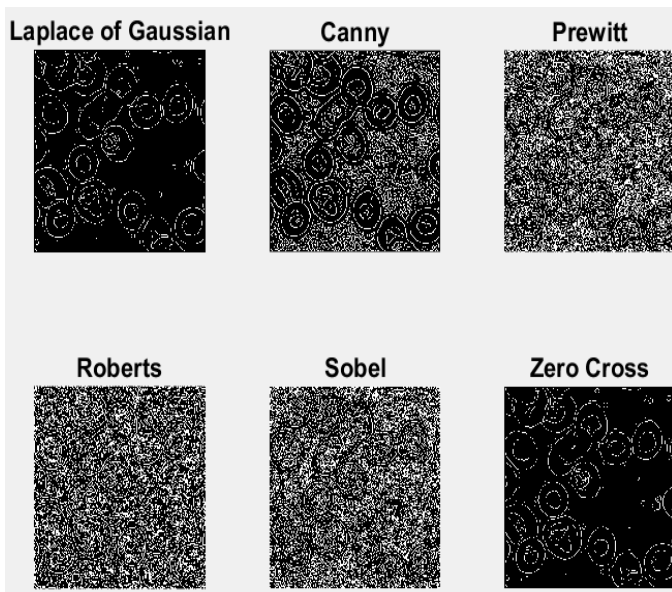 Laplace of Gaussian
Canny
Prewitt
Roberts
Sobel
Zero Cross